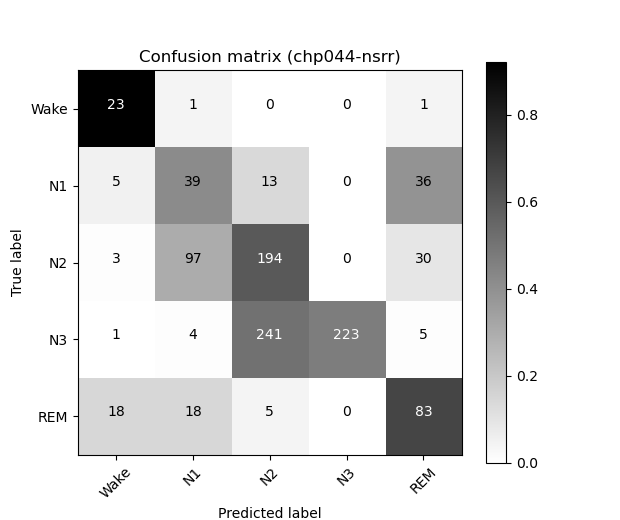 Confusion matrix (chp044-nsrr)
Wake 23 1 0 0 1
N1 5 39 13 0 36
N2 3 97 194 0 30
N3 1 4 241 223 5
REM 18 18 5 0 83
Wake N1 N2 N3 REM
True label
Predicted label
0.8
0.6
0.4
0.2
0.0